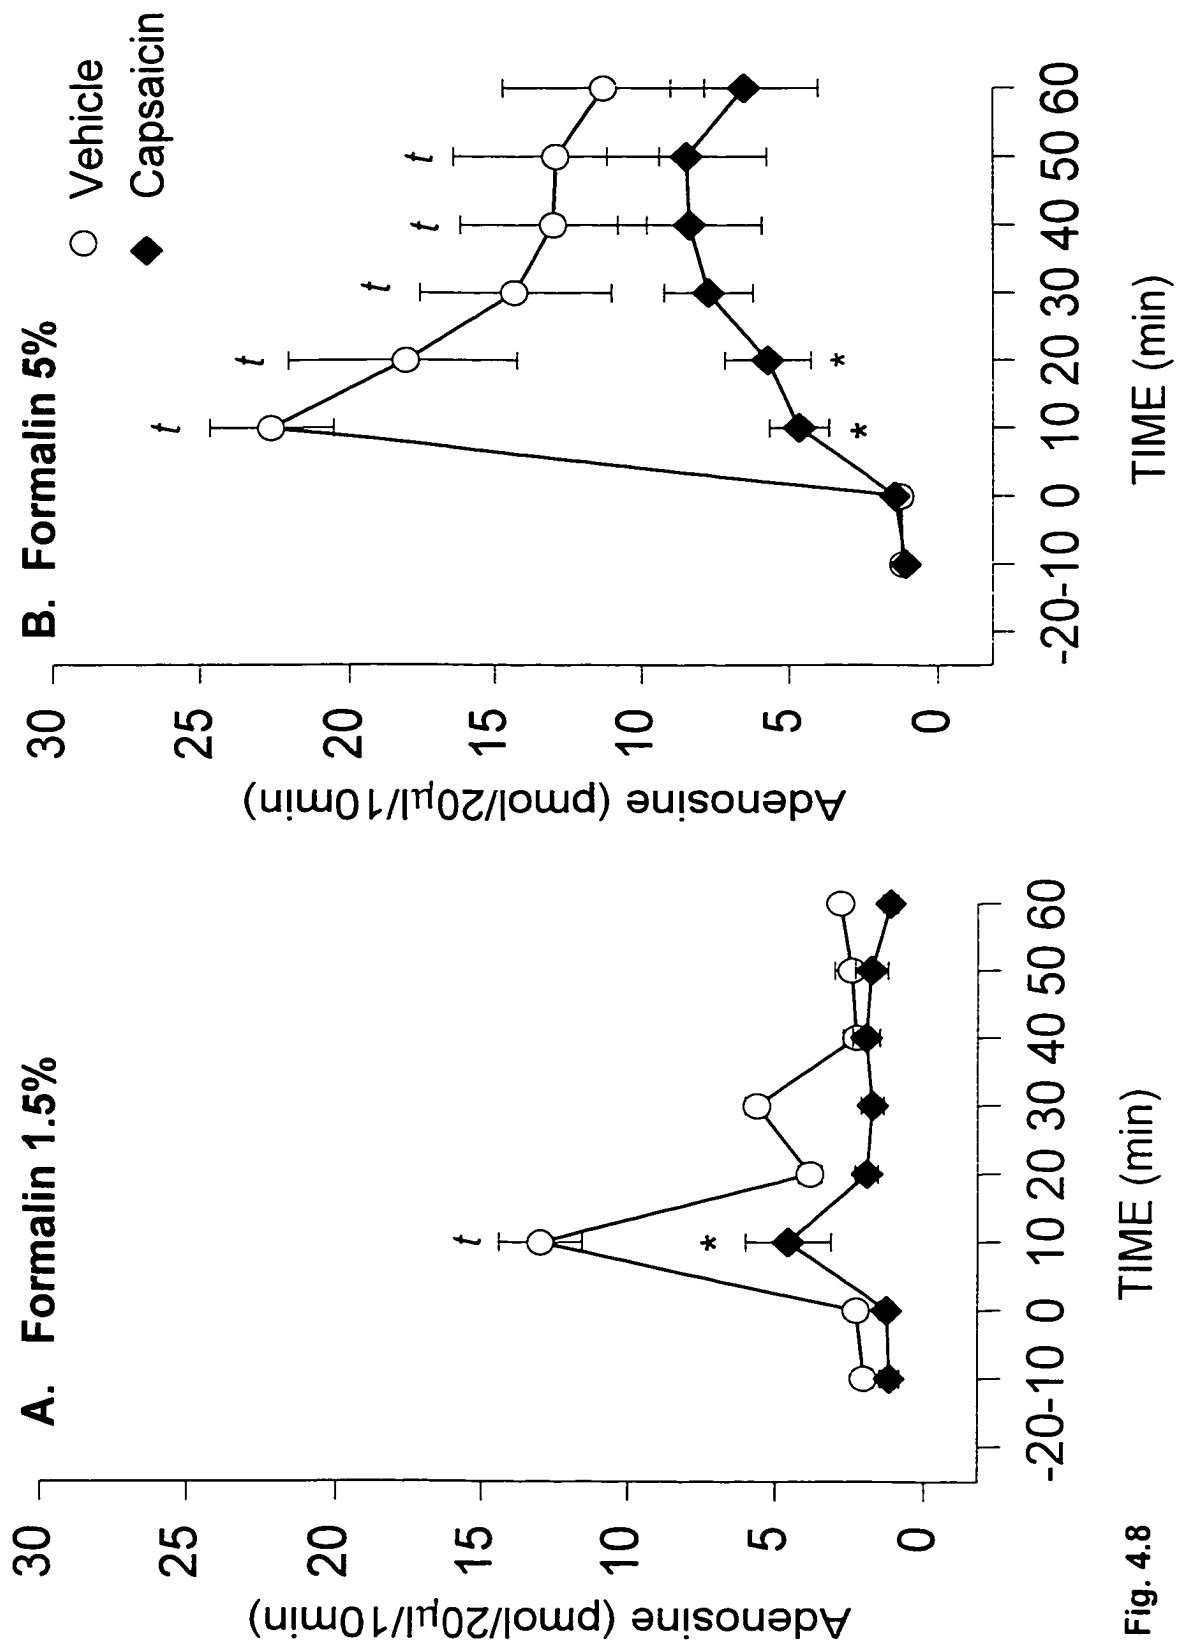 A. Formalin 1.5%
30
25
20
15
10
5
0
Adenosine (pmol/20µl/10min)
t
*
-20 -10 0 10 20 30 40 50 60
TIME (min)
B. Formalin 5%
Vehicle
Capsaicin
30
25
20
15
10
5
0
Adenosine (pmol/20µl/10min)
t
t
t
t
t
*
*
-20 -10 0 10 20 30 40 50 60
TIME (min)
Fig. 4.8